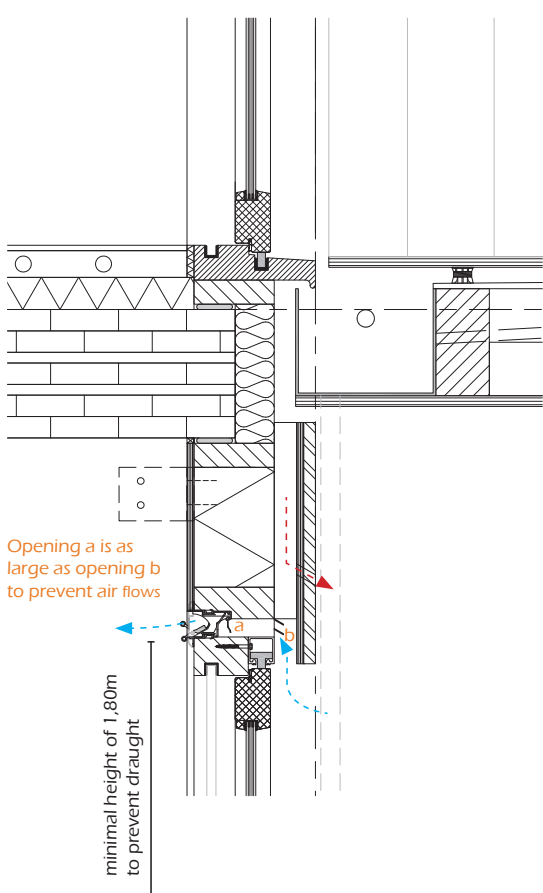 Opening a is as
large as opening b
to prevent air flows
a
b
minimal height of 1,80m
to prevent draught